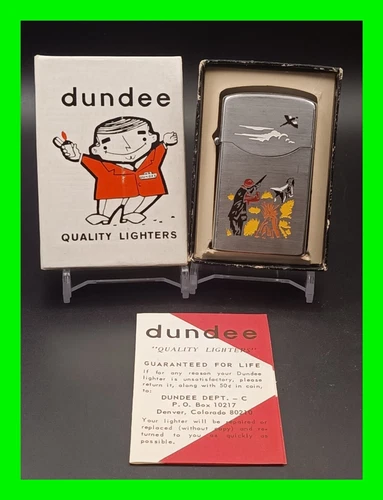 dundee
QUALITY LIGHTERS
dundee
"QUALITY LIGHTERS"
GUARANTEED FOR LIFE
If for any reason your Dundee
lighter is unsatisfactory, please
return it, along with 50¢ in coin,
to:
DUNDEE DEPT. - C
P. O. Box 10217
Denver, Colorado 80210
Your lighter will be repaired or
replaced (without copy) and re-
turned to you as quickly as
possible.